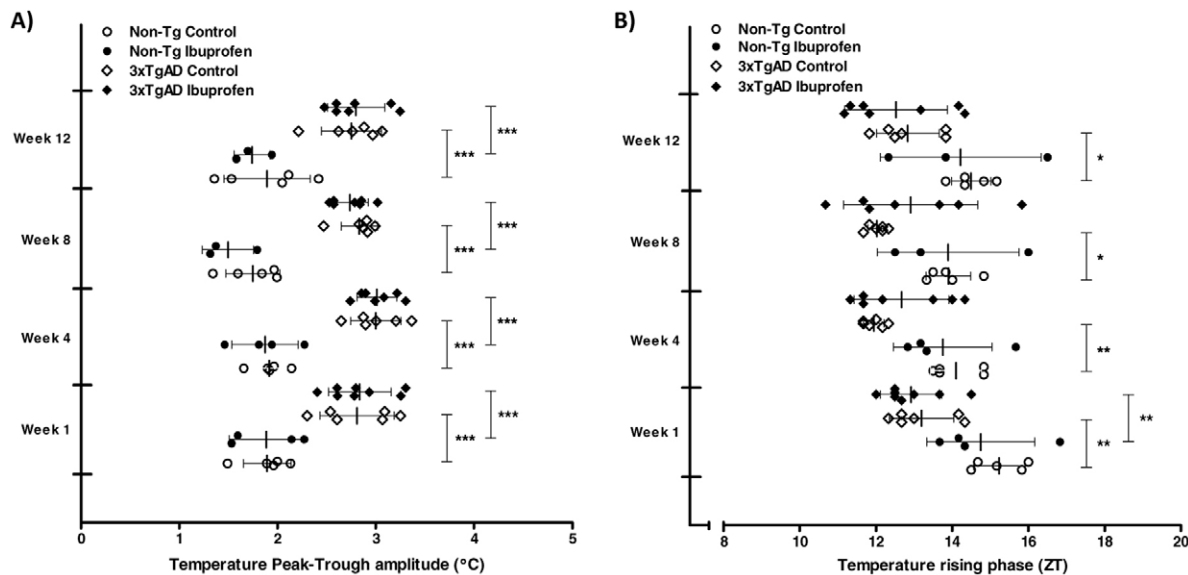 A)
Non-Tg Control
Non-Tg Ibuprofen
3xTgAD Control
3xTgAD Ibuprofen
Week 12
***
***
Week 8
***
***
Week 4
***
***
Week 1
***
***
0 1 2 3 4 5
Temperature Peak-Trough amplitude (°C)
B)
Non-Tg Control
Non-Tg Ibuprofen
3xTgAD Control
3xTgAD Ibuprofen
Week 12
*
Week 8
*
Week 4
**
Week 1
**
**
8 10 12 14 16 18 20
Temperature rising phase (ZT)